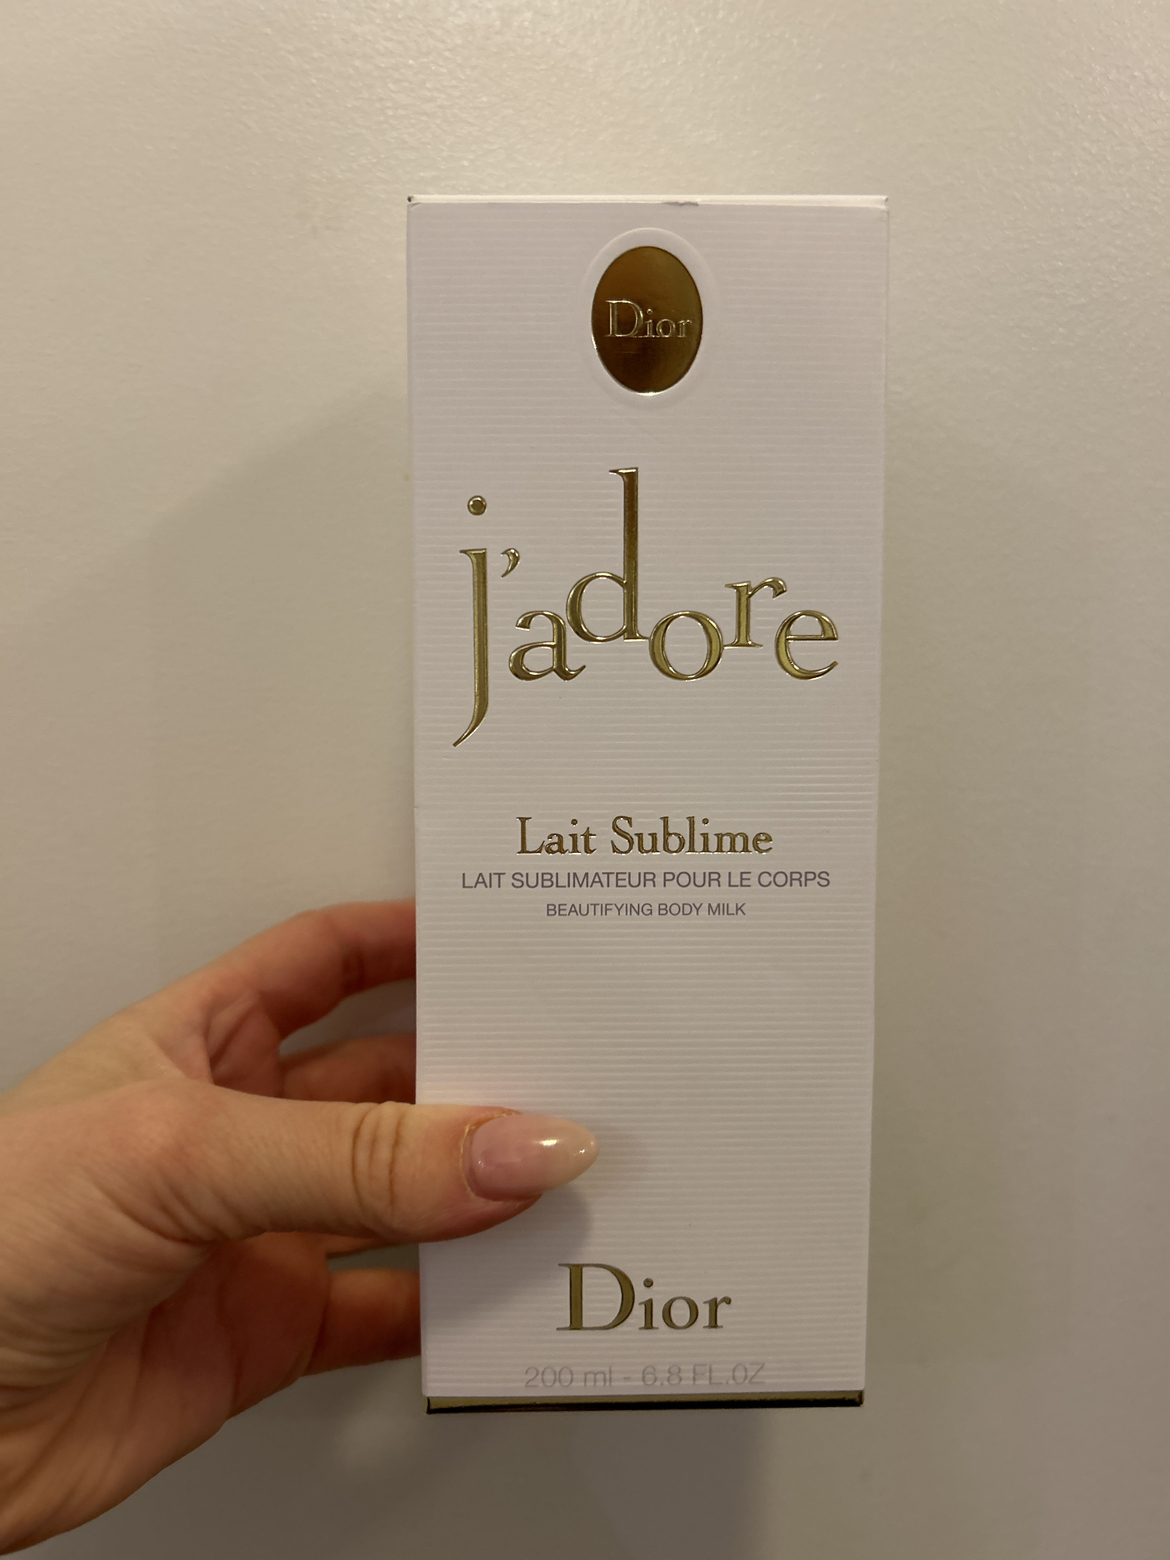 Dior
j'adore
Lait Sublime
LAIT SUBLIMATEUR POUR LE CORPS
BEAUTIFYING BODY MILK
Dior
200 ml - 6.8 FL.OZ